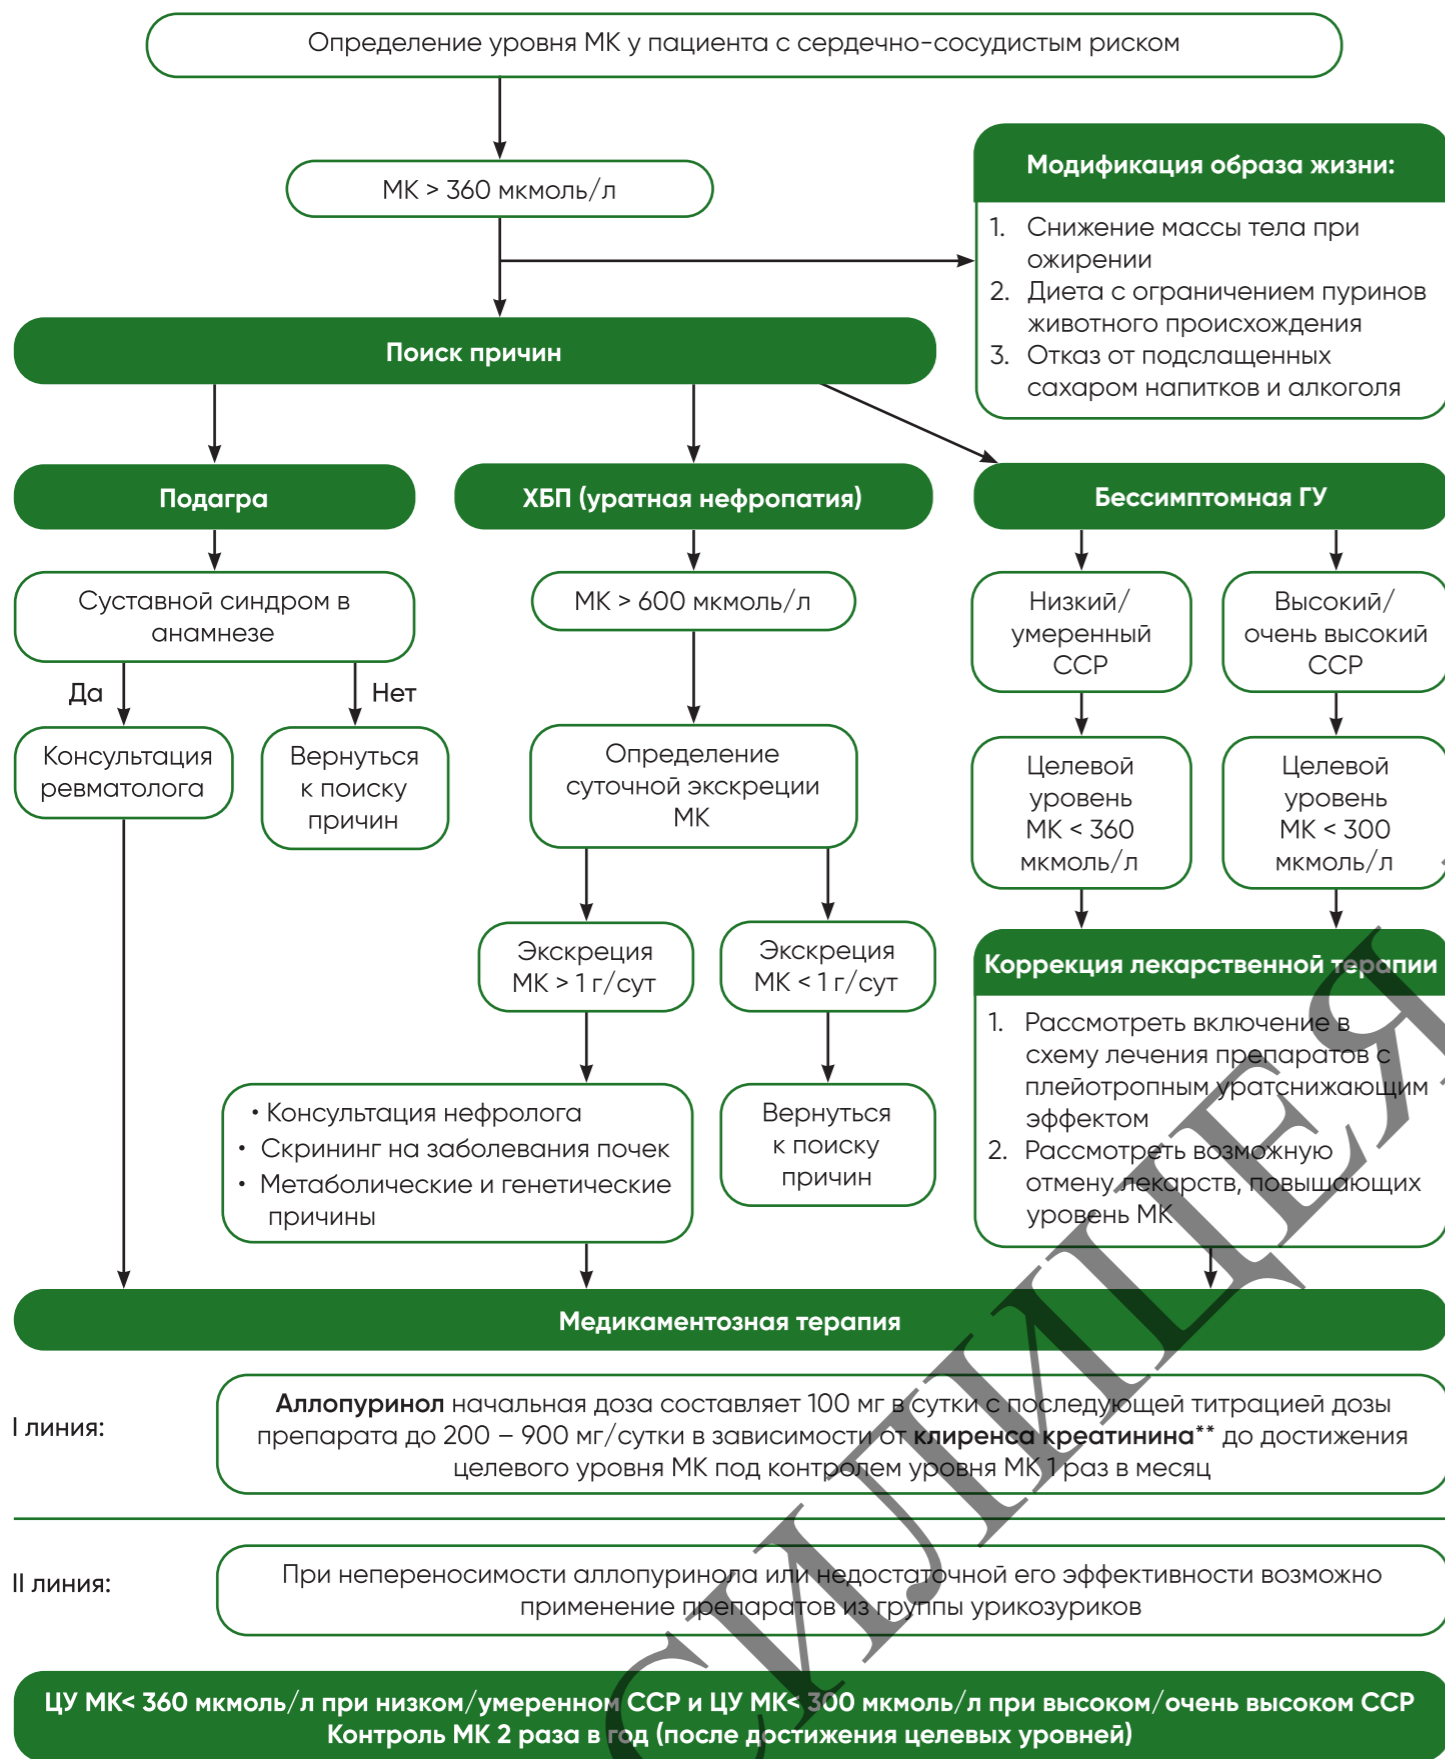 Определение уровня МК у пациента с сердечно-сосудистым риском
МК > 360 мкмоль/л
Модификация образа жизни:
1. Снижение массы тела при
ожирении
2. Диета с ограничением пуринов
животного происхождения
3. Отказ от подслащенных
сахаром напитков и алкоголя
Поиск причин
Подагра
Суставной синдром в
анамнезе
Да
Нет
Консультация
ревматолога
Вернуться
к поиску
причин
ХБП (уратная нефропатия)
МК > 600 мкмоль/л
Определение
суточной экскреции
МК
Экскреция
МК > 1 г/сут
Экскреция
МК < 1 г/сут
• Консультация нефролога
• Скрининг на заболевания почек
• Метаболические и генетические
причины
Вернуться
к поиску
причин
Бессимптомная ГУ
Низкий/
умеренный
ССР
Высокий/
очень высокий
ССР
Целевой
уровень
МК < 360
мкмоль/л
Целевой
уровень
МК < 300
мкмоль/л
Коррекция лекарственной терапии
1. Рассмотреть включение в
схему лечения препаратов с
плейотропным уратснижающим
эффектом
2. Рассмотреть возможную
отмену лекарств, повышающих
уровень МК
Медикаментозная терапия
I линия:
Аллопуринол начальная доза составляет 100 мг в сутки с последующей титрацией дозы
препарата до 200 – 900 мг/сутки в зависимости от клиренса креатинина** до достижения
целевого уровня МК под контролем уровня МК 1 раз в месяц
II линия:
При непереносимости аллопуринола или недостаточной его эффективности возможно
применение препаратов из группы урикозуриков
ЦУ МК< 360 мкмоль/л при низком/умеренном ССР и ЦУ МК< 300 мкмоль/л при высоком/очень высоком ССР
Контроль МК 2 раза в год (после достижения целевых уровней)
СИЛИЦЕЯ